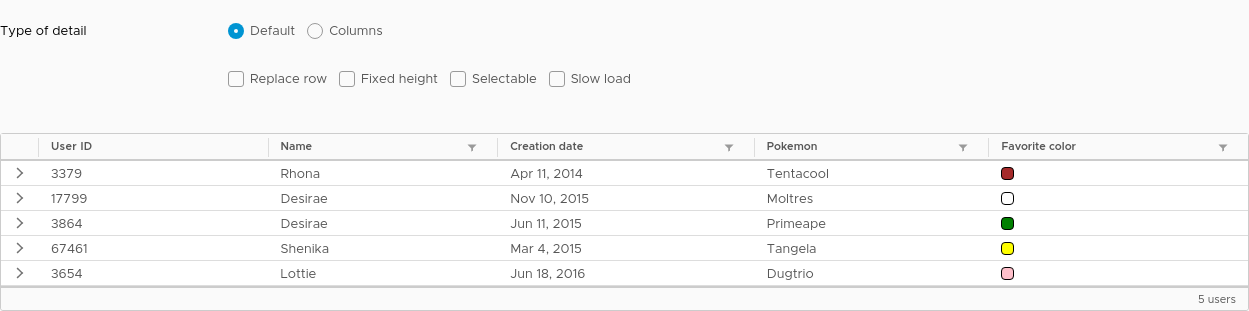 Type of detail Default Columns
Replace row Fixed height Selectable Slow load
User ID Name Creation date Pokemon Favorite color
3379 Rhona Apr 11, 2014 Tentacool
17799 Desirae Nov 10, 2015 Moltres
3864 Desirae Jun 11, 2015 Primeape
67461 Shenika Mar 4, 2015 Tangela
3654 Lottie Jun 18, 2016 Dugtrio
5 users